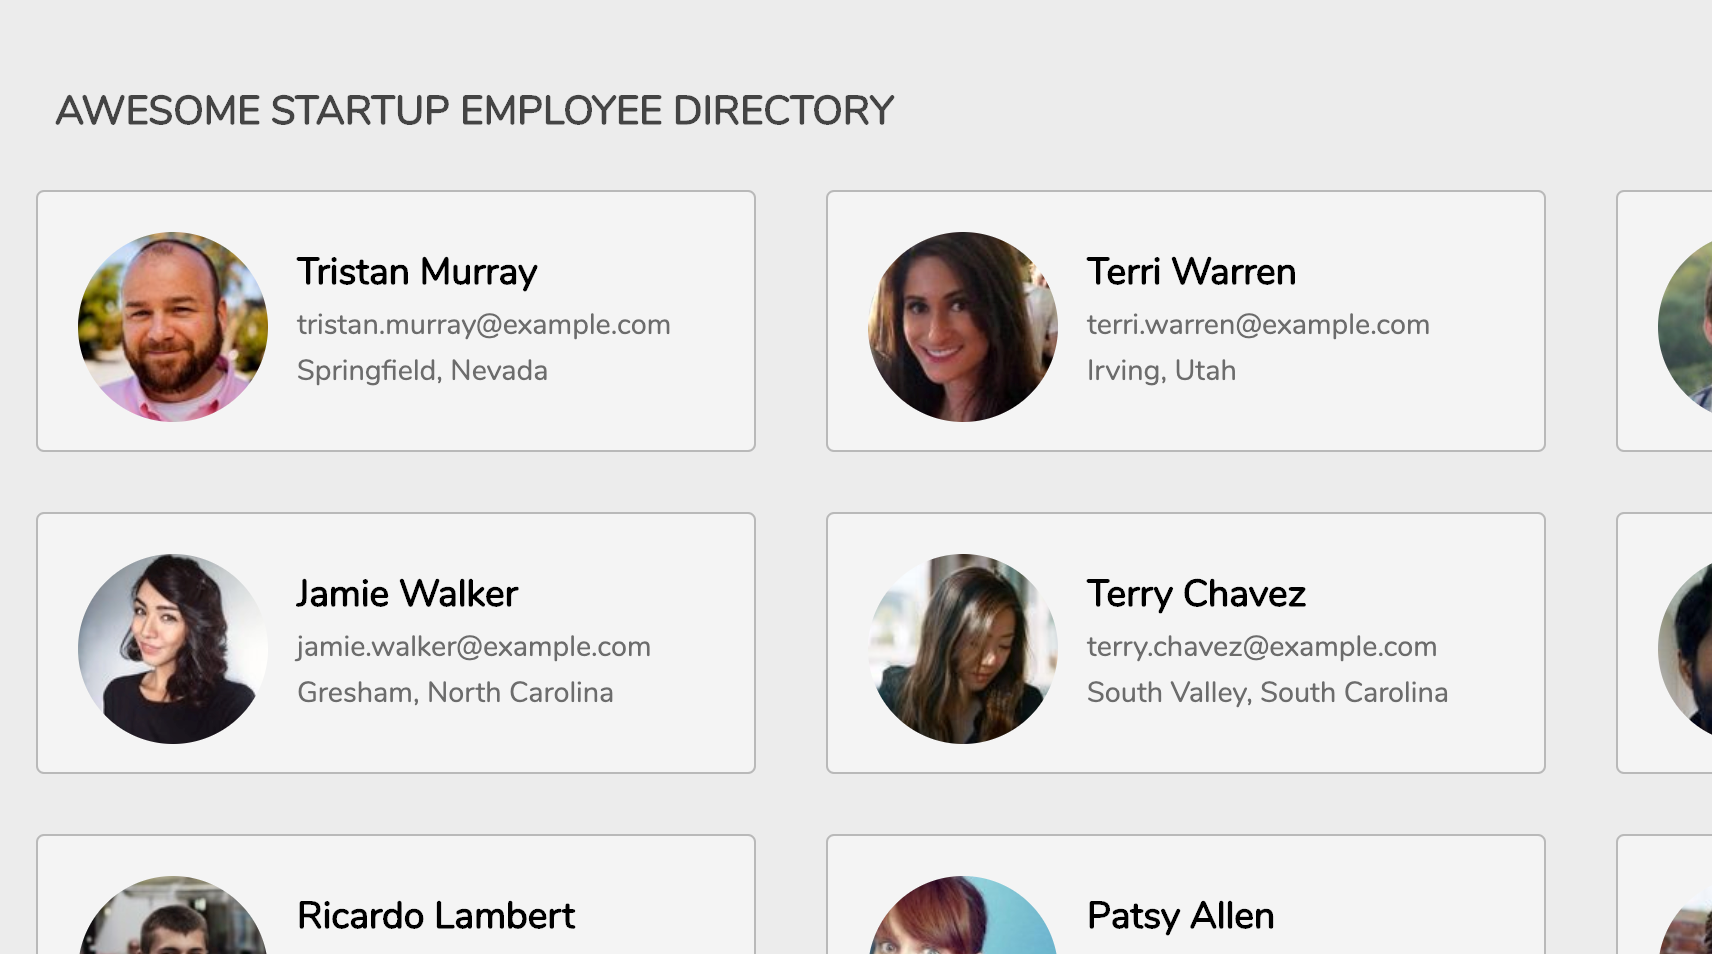 AWESOME STARTUP EMPLOYEE DIRECTORY
Tristan Murray
tristan.murray@example.com
Springfield, Nevada
Terri Warren
terri.warren@example.com
Irving, Utah
Jamie Walker
jamie.walker@example.com
Gresham, North Carolina
Terry Chavez
terry.chavez@example.com
South Valley, South Carolina
Ricardo Lambert
Patsy Allen